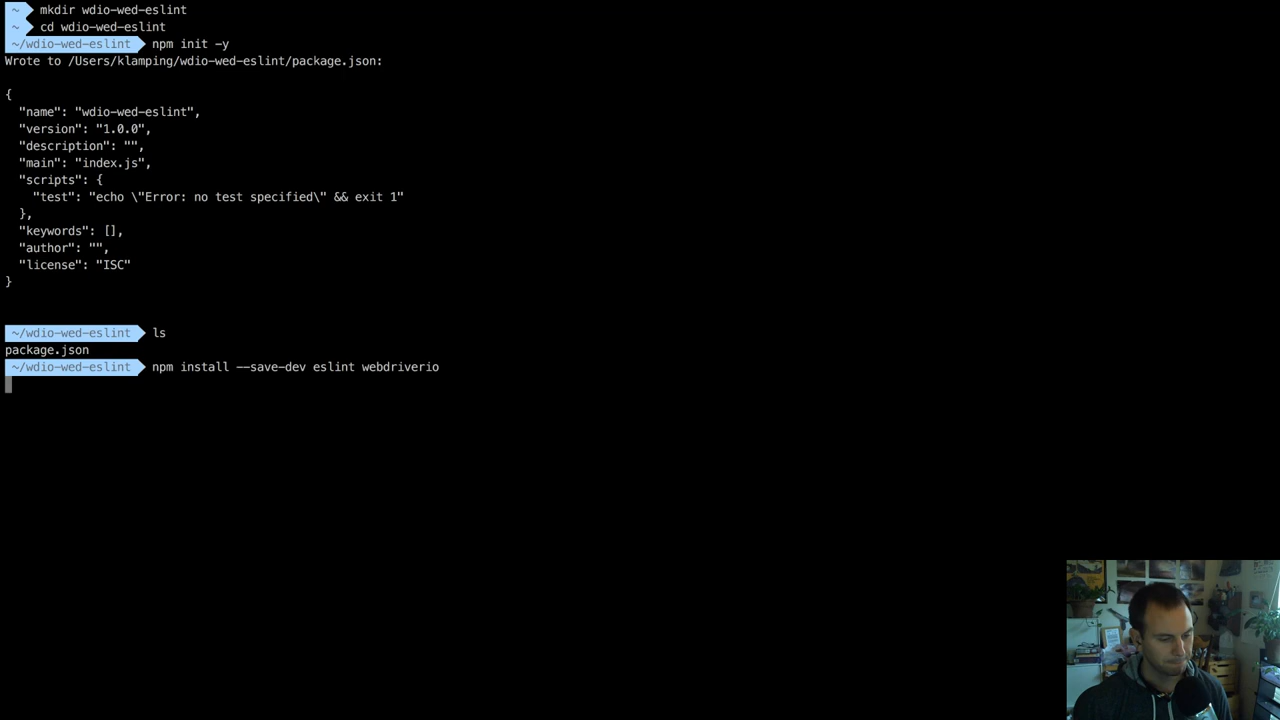 ~ mkdir wdio-wed-eslint
~ cd wdio-wed-eslint
~/wdio-wed-eslint npm init -y
Wrote to /Users/klamping/wdio-wed-eslint/package.json:
{
"name": "wdio-wed-eslint",
"version": "1.0.0",
"description": "",
"main": "index.js",
"scripts": {
"test": "echo \"Error: no test specified\" && exit 1"
},
"keywords": [],
"author": "",
"license": "ISC"
}
~/wdio-wed-eslint ls
package.json
~/wdio-wed-eslint npm install --save-dev eslint webdriverio